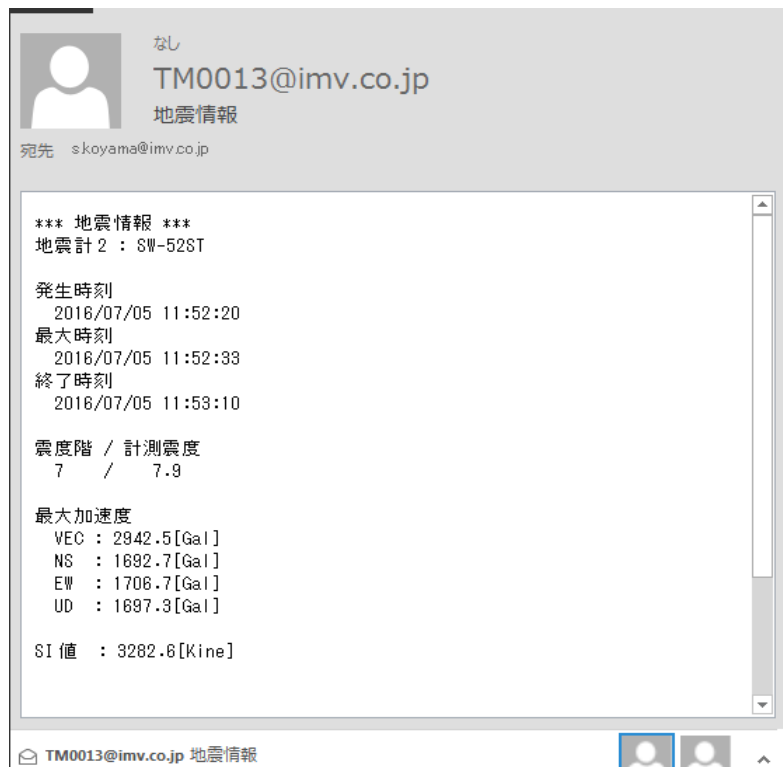 なし
TM0013@imv.co.jp
地震情報
宛先 s.koyama@imv.co.jp
*** 地震情報 ***
地震計2 : SW-52ST
発生時刻
2016/07/05 11:52:20
最大時刻
2016/07/05 11:52:33
終了時刻
2016/07/05 11:53:10
震度階 / 計測震度
7 / 7.9
最大加速度
VEC : 2942.5[Gal]
NS : 1692.7[Gal]
EW : 1706.7[Gal]
UD : 1697.3[Gal]
SI値 : 3282.6[Kine]
TM0013@imv.co.jp 地震情報